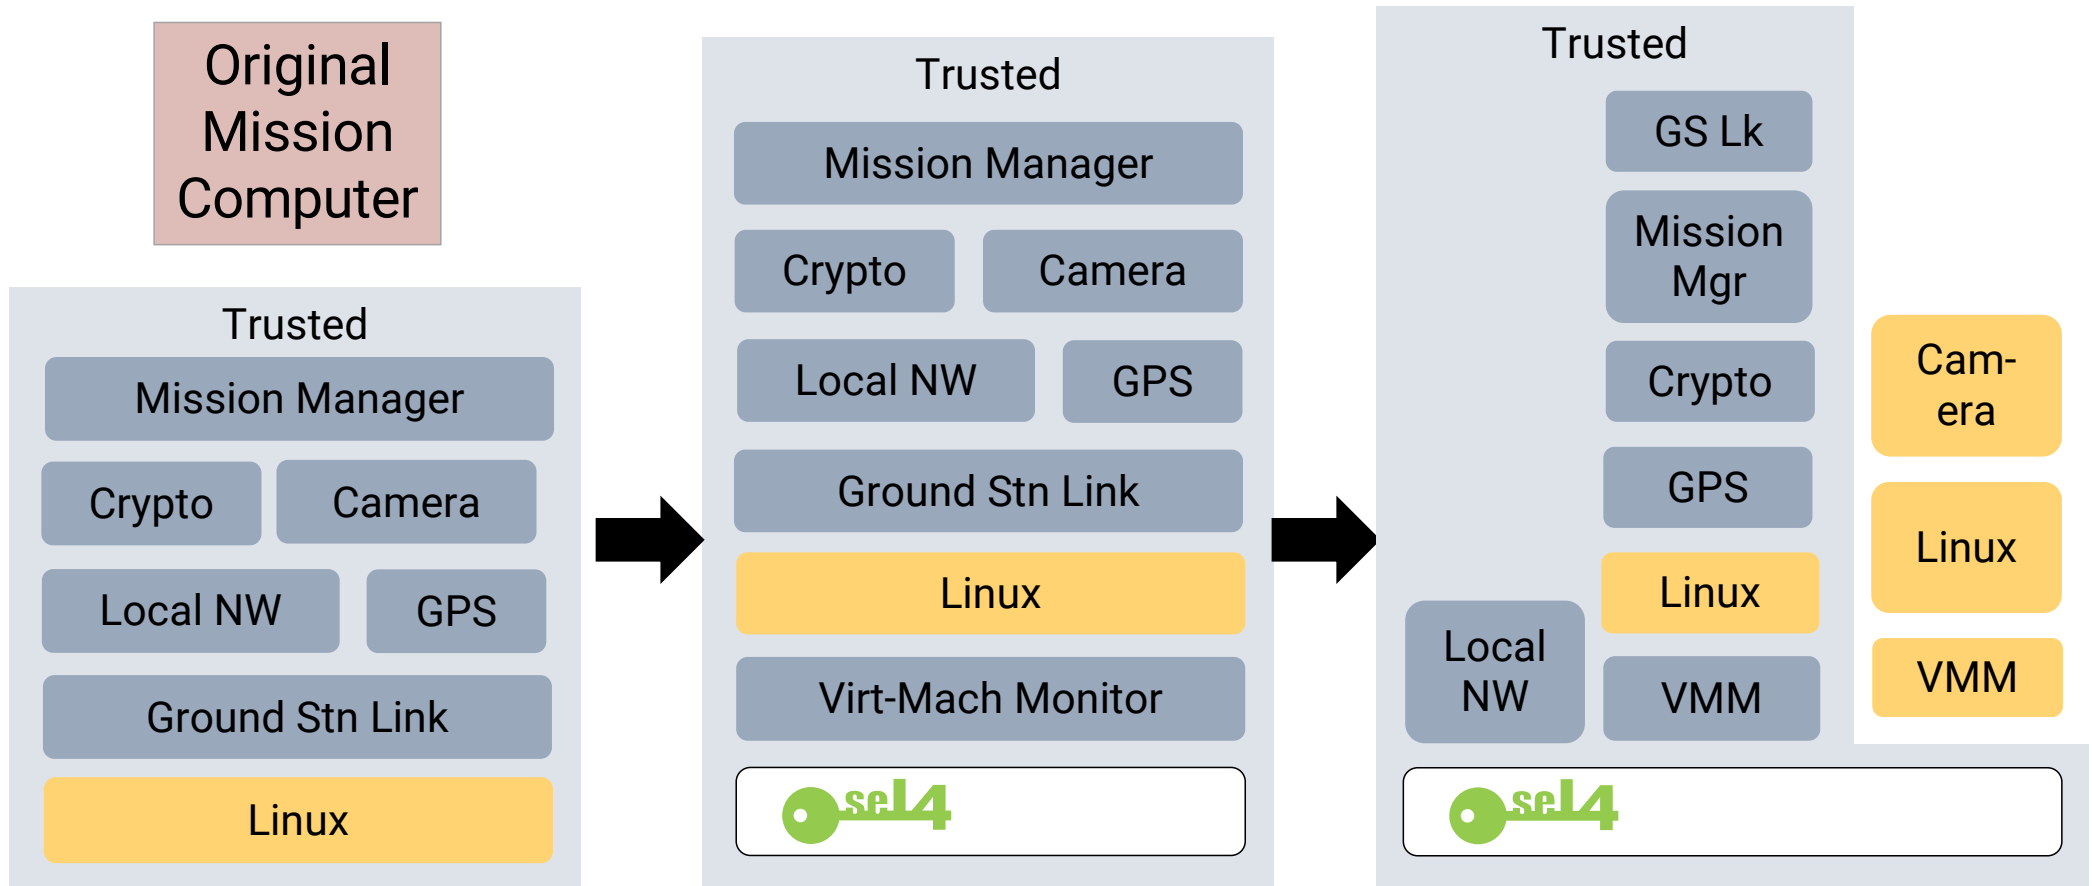 Original
Mission
Computer
Trusted
Mission Manager
Crypto
Camera
Local NW
GPS
Ground Stn Link
Linux
Trusted
Mission Manager
Crypto
Camera
Local NW
GPS
Ground Stn Link
Linux
Virt-Mach Monitor
seL4
Trusted
GS Lk
Mission
Mgr
Crypto
GPS
Linux
VMM
Local
NW
Cam-
era
Linux
VMM
seL4